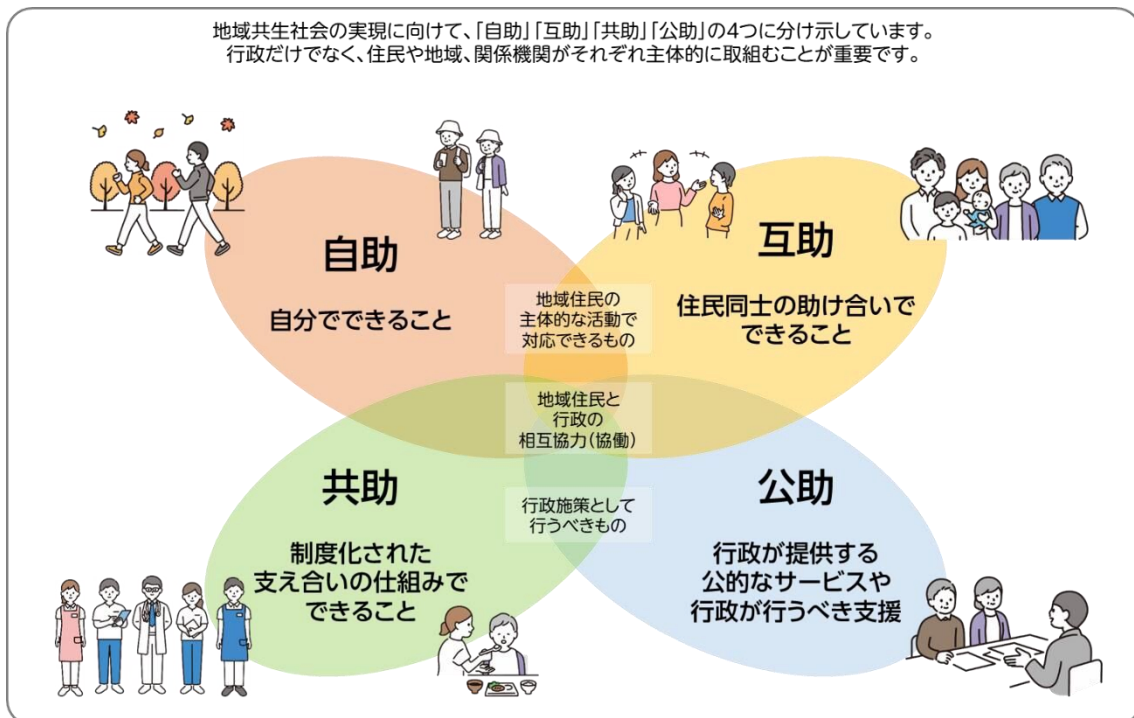 地域共生社会の実現に向けて、「自助」「互助」「共助」「公助」の4つに分け示しています。
行政だけでなく、住民や地域、関係機関がそれぞれ主体的に取組むことが重要です。
自助
自分でできること
互助
住民同士の助け合いで
できること
地域住民の
主体的な活動で
対応できるもの
地域住民と
行政の
相互協力(協働)
行政施策として
行うべきもの
共助
制度化された
支え合いの仕組みで
できること
公助
行政が提供する
公的なサービスや
行政が行うべき支援